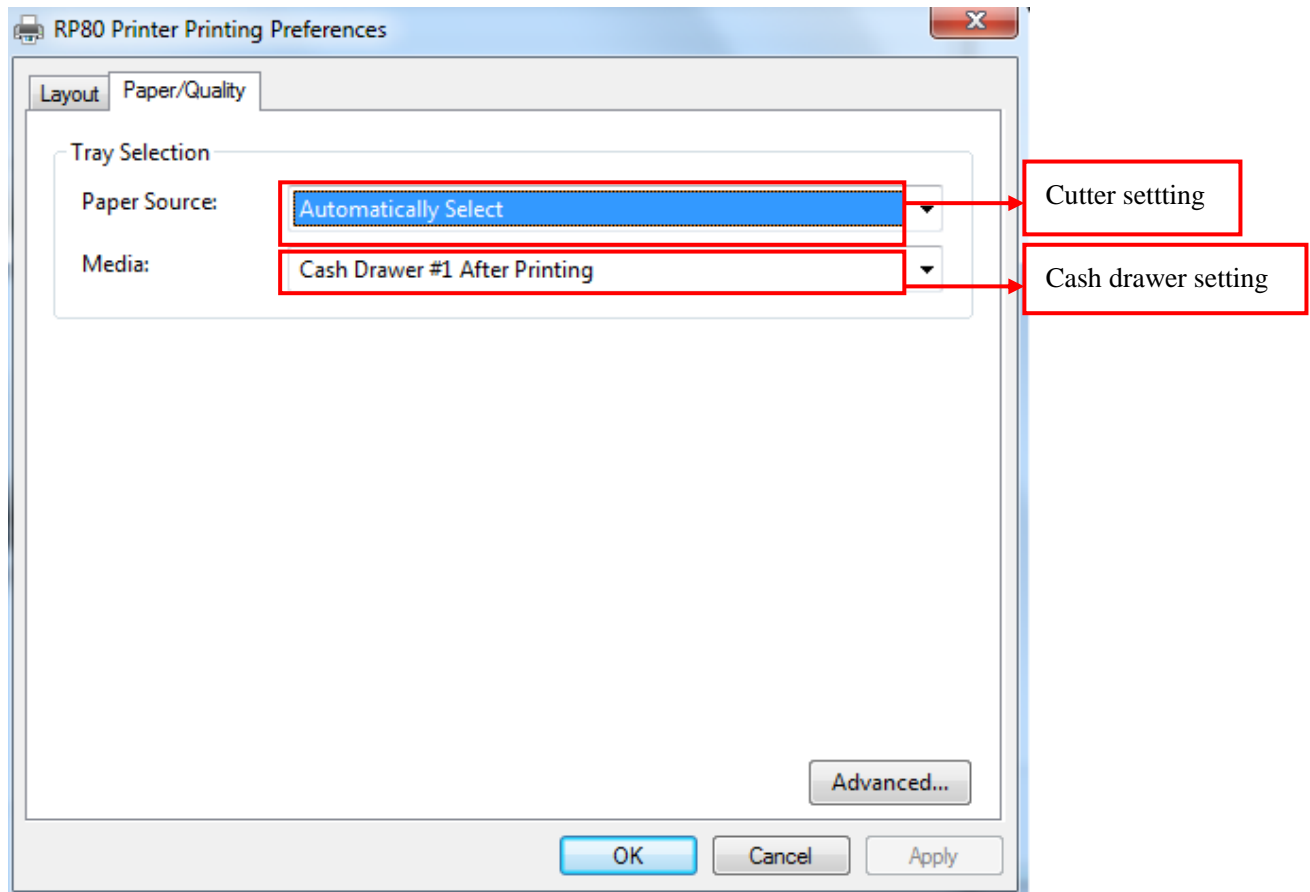 RP80 Printer Printing Preferences
x
Layout Paper/Quality
Tray Selection
Paper Source: Automatically Select
Cutter settting
Media: Cash Drawer #1 After Printing
Cash drawer setting
Advanced...
OK Cancel Apply